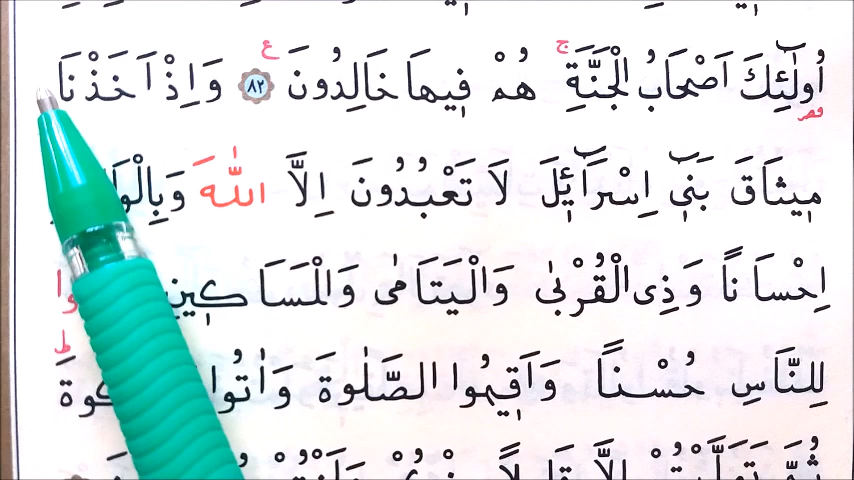 اُولٰٓئِكَ اَصْحَابُ الْجَنَّةِ ج هُمْ فٖيهَا خَالِدُونَ ع ٨٢ وَاِذْ اَخَذْنَا
قصر
مٖيثَاقَ بَنٖٓى اِسْرَٓائٖلَ لَا تَعْبُدُونَ اِلَّا اللّٰهَ
اِحْسَانًا وَذِى الْقُرْبٰى وَالْيَتَامٰى وَالْمَسَاكٖينِ
ط
لِلنَّاسِ حُسْنًا وَاَقٖيمُوا الصَّلٰوةَ وَاٰتُوا
ثُمَّ تَوَلَّيْتُمْ اِلَّا